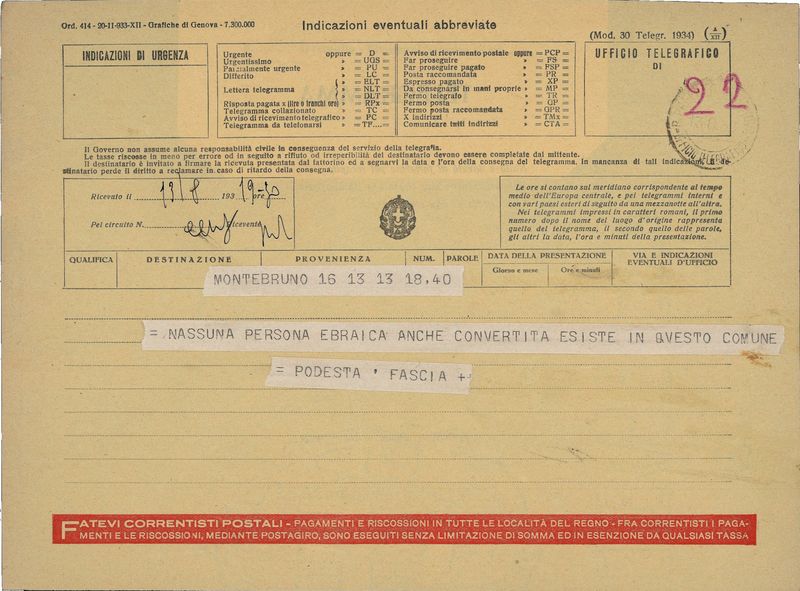 Ord. 414 - 20-11-933-XII - Grafiche di Genova - 7.300.000
Indicazioni eventuali abbreviate
(Mod. 30 Telegr. 1934)
INDICAZIONI DI URGENZA
Urgente oppure = D =
Urgentissimo » = UGS =
Parzialmente urgente » = PU =
Differito » = LC =
Lettera telegramma
» = ELT =
» = NLT =
» = DLT =
Risposta pagata x (lire o franchi oro) » = RPx =
Telegramma collazionato » = TC =
Avviso di ricevimento telegrafico » = PC =
Telegramma da telefonarsi » = TF.... =
Avviso di ricevimento postale oppure = PCP =
Far proseguire » = FS =
Far proseguire pagato » = FSP =
Posta raccomandata » = PR =
Espresso pagato » = XP =
Da consegnarsi in mani proprie » = MP =
Fermo telegrafo » = TR =
Fermo posta » = GP =
Fermo posta raccomandata » = GPR =
X indirizzi » = TMx =
Comunicare tutti indirizzi » = CTA =
UFFICIO TELEGRAFICO
DI
22
Il Governo non assume alcuna responsabilità civile in conseguenza del servizio della telegrafia.
Le tasse riscosse in meno per errore od in seguito a rifiuto od irreperibilità del destinatario devono essere completate dal mittente.
Il destinatario è invitato a firmare la ricevuta presentata dal fattorino ed a segnarvi la data e l'ora della consegna del telegramma. In mancanza di tali indicazioni, il de-
stinatario perde il diritto a reclamare in caso di ritardo della consegna.
Ricevuto il 13/8 193 ore 19-30
Pel circuito N. Ricevente
Le ore si contano sul meridiano corrispondente al tempo
medio dell'Europa centrale, e pei telegrammi interni e
con vari paesi esteri di seguito da una mezzanotte all'altra.
Nei telegrammi impressi in caratteri romani, il primo
numero dopo il nome del luogo d'origine rappresenta
quello del telegramma, il secondo quello delle parole,
gli altri la data, l'ora e minuti della presentazione.
QUALIFICA DESTINAZIONE PROVENIENZA NUM. PAROLE DATA DELLA PRESENTAZIONE VIA E INDICAZIONI
Giorno e mese Ore e minuti EVENTUALI D'UFFICIO
MONTEBRUNO 16 13 13 18,40
= NASSUNA PERSONA EBRAICA ANCHE CONVERTITA ESISTE IN QVESTO COMUNE
= PODESTA ' FASCIA +
FATEVI CORRENTISTI POSTALI - PAGAMENTI E RISCOSSIONI IN TUTTE LE LOCALITÀ DEL REGNO - FRA CORRENTISTI I PAGA-
MENTI E LE RISCOSSIONI, MEDIANTE POSTAGIRO, SONO ESEGUITI SENZA LIMITAZIONE DI SOMMA ED IN ESENZIONE DA QUALSIASI TASSA